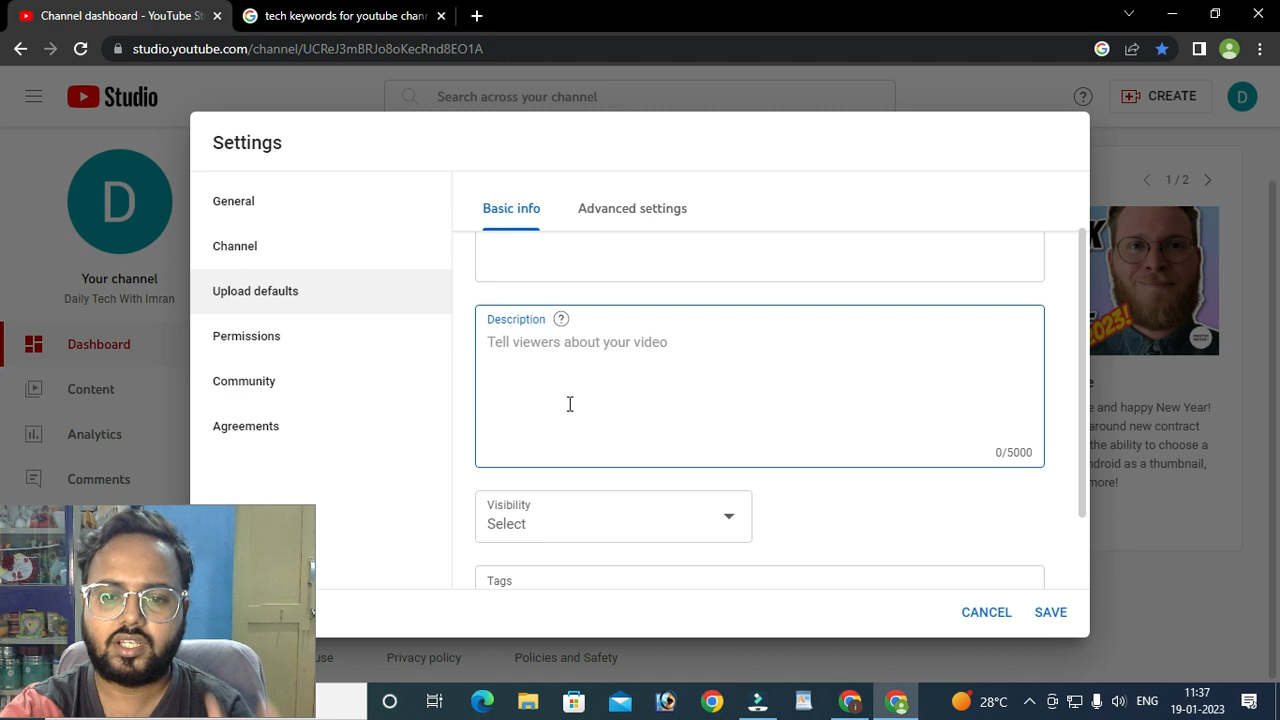 Channel dashboard - YouTube St
tech keywords for youtube chan
studio.youtube.com/channel/UCReJ3mBRJo8oKecRnd8EO1A
Studio
Search across your channel
CREATE
D
Settings
D
Your channel
Daily Tech With Imran
Dashboard
Content
Analytics
Comments
General
Channel
Upload defaults
Permissions
Community
Agreements
Basic info
Advanced settings
Description
Tell viewers about your video
0/5000
Visibility
Select
Tags
CANCEL
SAVE
1 / 2
K
2023!
e
e and happy New Year!
around new contract
the ability to choose a
ndroid as a thumbnail,
more!
use
Privacy policy
Policies and Safety
28°C
ENG
11:37
19-01-2023